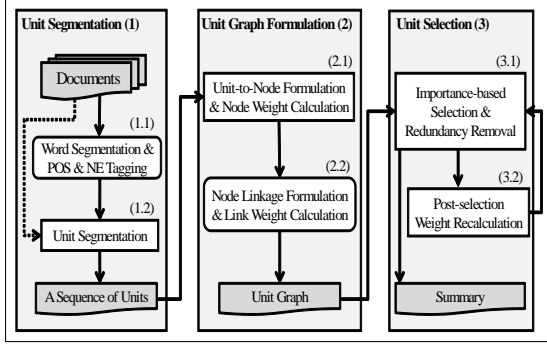 Unit Segmentation (1)
Documents
(1.1)
Word Segmentation &
POS & NE Tagging
(1.2)
Unit Segmentation
A Sequence of Units
Unit Graph Formulation (2)
(2.1)
Unit-to-Node Formulation
& Node Weight Calculation
(2.2)
Node Linkage Formulation
& Link Weight Calculation
Unit Graph
Unit Selection (3)
(3.1)
Importance-based
Selection &
Redundancy Removal
(3.2)
Post-selection
Weight Recalculation
Summary